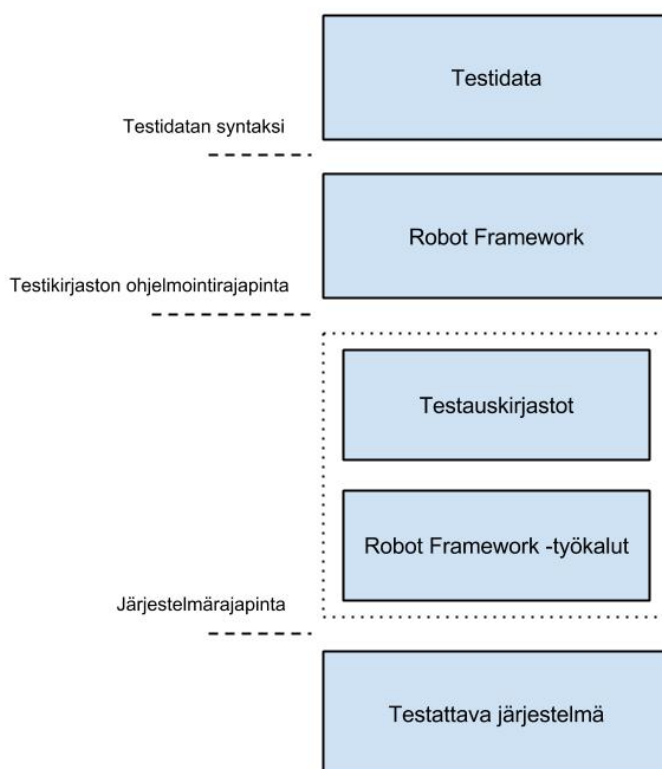 Testidata
Testidatan syntaksi
Robot Framework
Testikirjaston ohjelmointirajapinta
Testauskirjastot
Robot Framework -työkalut
Järjestelmärajapinta
Testattava järjestelmä